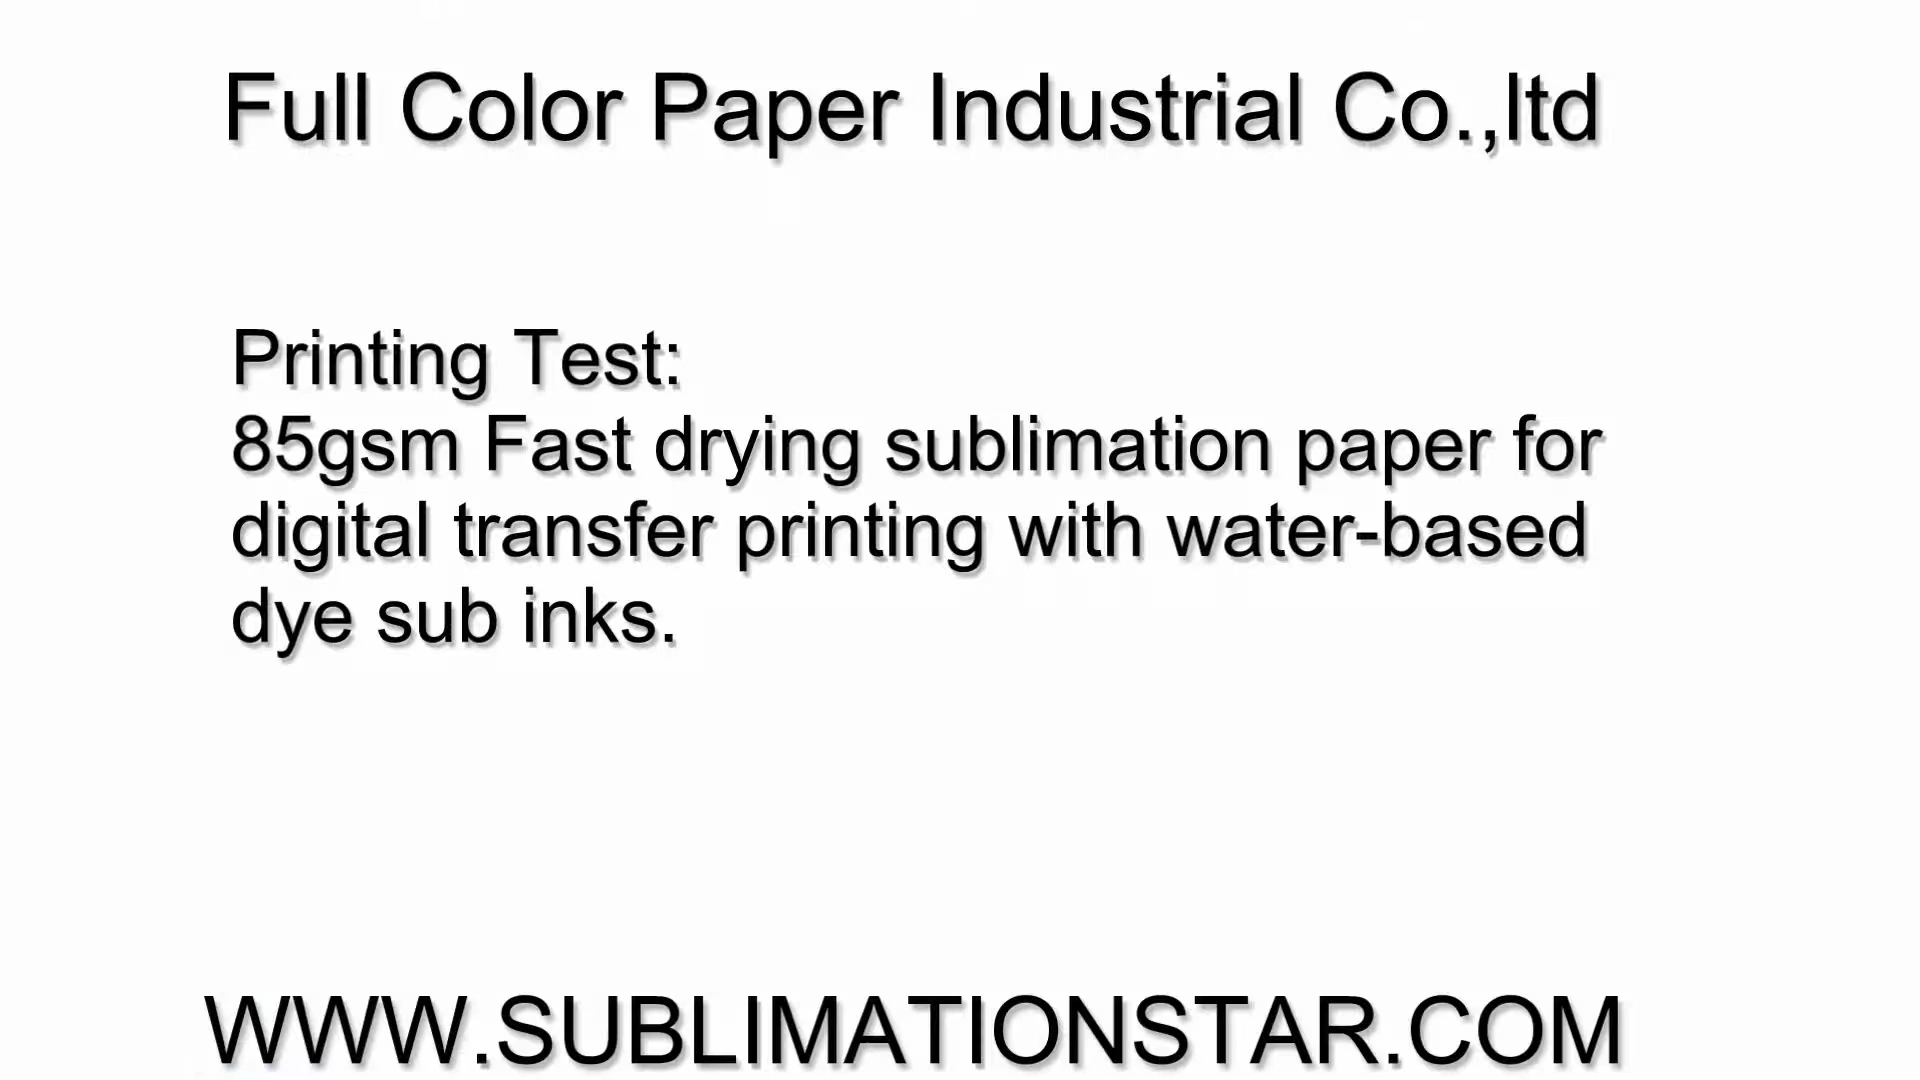 Full Color Paper Industrial Co.,ltd
Printing Test:
85gsm Fast drying sublimation paper for
digital transfer printing with water-based
dye sub inks.
WWW.SUBLIMATIONSTAR.COM